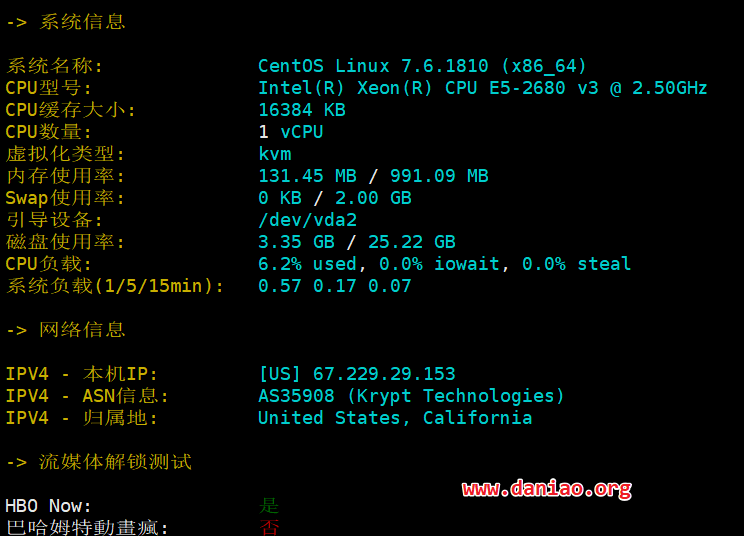 -> 系统信息
系统名称: CentOS Linux 7.6.1810 (x86_64)
CPU型号: Intel(R) Xeon(R) CPU E5-2680 v3 @ 2.50GHz
CPU缓存大小: 16384 KB
CPU数量: 1 vCPU
虚拟化类型: kvm
内存使用率: 131.45 MB / 991.09 MB
Swap使用率: 0 KB / 2.00 GB
引导设备: /dev/vda2
磁盘使用率: 3.35 GB / 25.22 GB
CPU负载: 6.2% used, 0.0% iowait, 0.0% steal
系统负载(1/5/15min): 0.57 0.17 0.07
-> 网络信息
IPV4 - 本机IP: [US] 67.229.29.153
IPV4 - ASN信息: AS35908 (Krypt Technologies)
IPV4 - 归属地: United States, California
-> 流媒体解锁测试
www.daniao.org
HBO Now: 是
巴哈姆特動畫瘋: 否